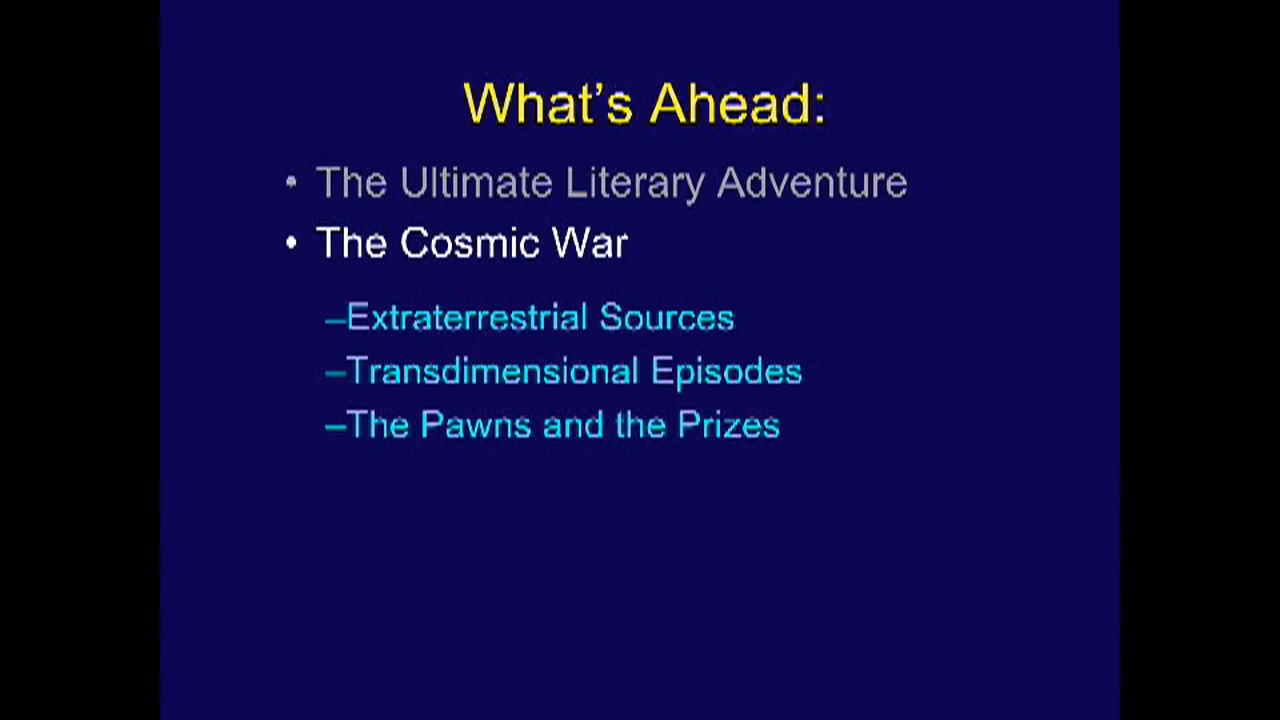 What's Ahead:
• The Ultimate Literary Adventure
• The Cosmic War
–Extraterrestrial Sources
–Transdimensional Episodes
–The Pawns and the Prizes